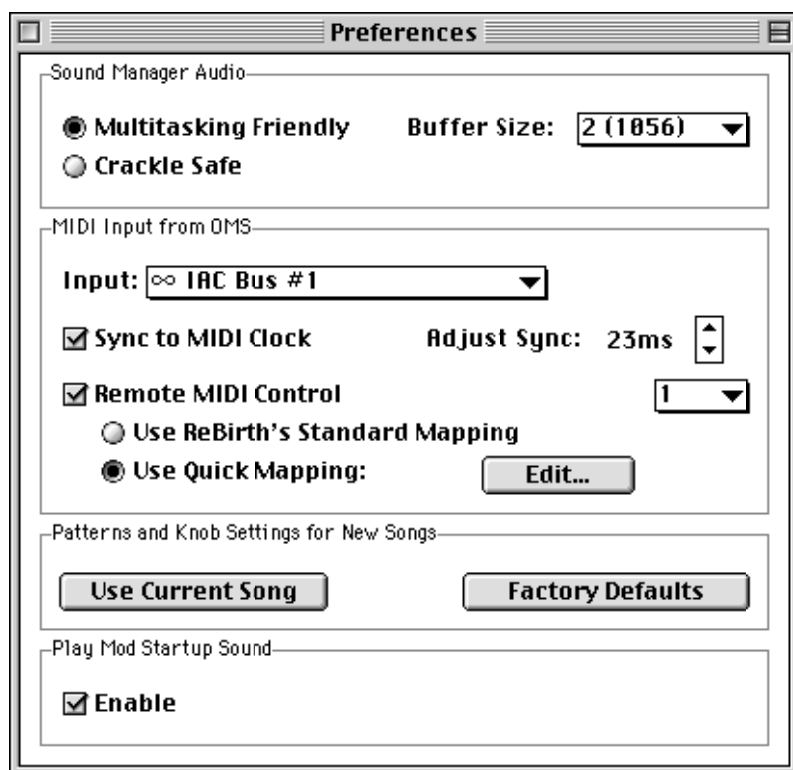 Preferences
Sound Manager Audio
Multitasking Friendly Buffer Size: 2 (1056)
Crackle Safe
MIDI Input from OMS
Input: ∞ IAC Bus #1
Sync to MIDI Clock Adjust Sync: 23ms
Remote MIDI Control 1
Use ReBirth's Standard Mapping
Use Quick Mapping: Edit...
Patterns and Knob Settings for New Songs
Use Current Song Factory Defaults
Play Mod Startup Sound
Enable